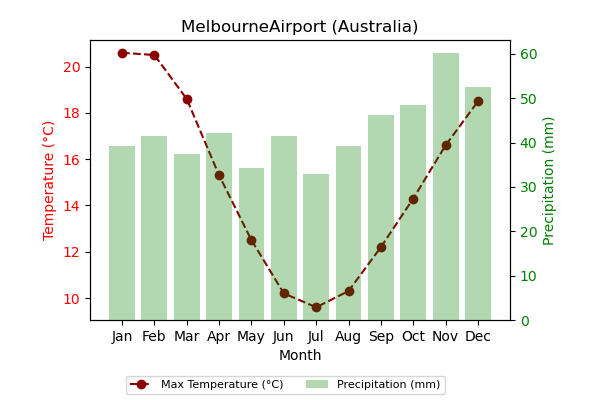 MelbourneAirport (Australia)
Temperature (°C)
20
18
16
14
12
10
60
50
40
30
20
10
0
Precipitation (mm)
Jan Feb Mar Apr May Jun Jul Aug Sep Oct Nov Dec
Month
Max Temperature (°C) Precipitation (mm)